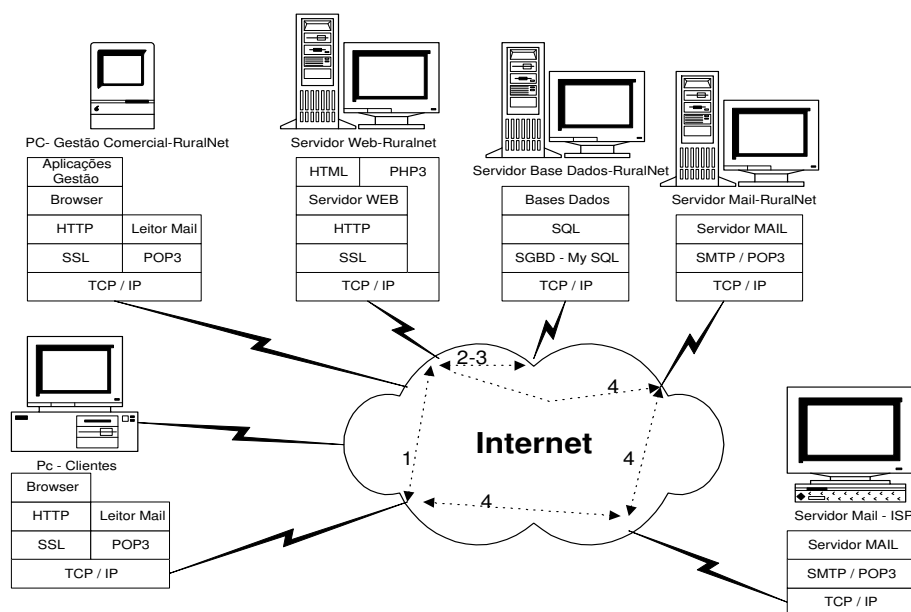 PC- Gestão Comercial-RuralNet
Aplicações
Gestão
Browser
HTTP
Leitor Mail
SSL
POP3
TCP / IP
Servidor Web-Ruralnet
HTML
PHP3
Servidor WEB
HTTP
SSL
TCP / IP
Servidor Base Dados-RuralNet
Bases Dados
SQL
SGBD - My SQL
TCP / IP
Servidor Mail-RuralNet
Servidor MAIL
SMTP / POP3
TCP / IP
2-3
4
Internet
1
4
4
Pc - Clientes
Browser
HTTP
Leitor Mail
SSL
POP3
TCP / IP
Servidor Mail - ISP
Servidor MAIL
SMTP / POP3
TCP / IP